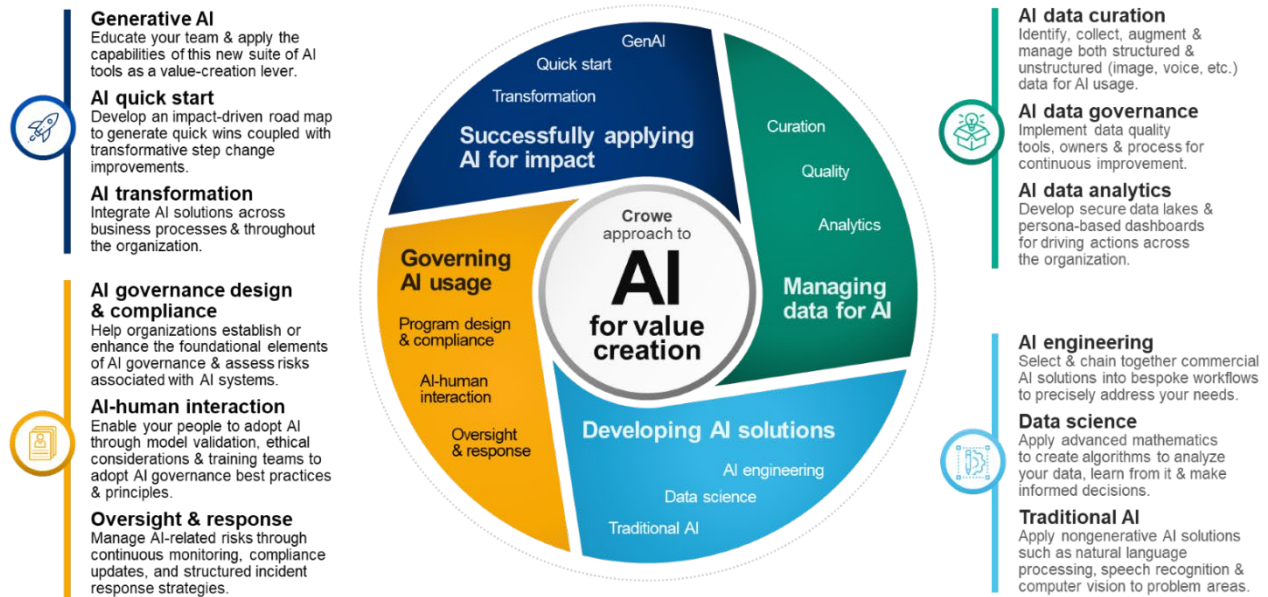 Generative AI
Educate your team & apply the
capabilities of this new suite of AI
tools as a value-creation lever.
AI quick start
Develop an impact-driven road map
to generate quick wins coupled with
transformative step change
improvements.
AI transformation
Integrate AI solutions across
business processes & throughout
the organization.
AI governance design
& compliance
Help organizations establish or
enhance the foundational elements
of AI governance & assess risks
associated with AI systems.
AI-human interaction
Enable your people to adopt AI
through model validation, ethical
considerations & training teams to
adopt AI governance best practices
& principles.
Oversight & response
Manage AI-related risks through
continuous monitoring, compliance
updates, and structured incident
response strategies.
GenAI
Quick start
Transformation
Successfully applying
AI for impact
Curation
Quality
Analytics
Managing
data for AI
Crowe
approach to
AI
for value
creation
Governing
AI usage
Program design
& compliance
AI-human
interaction
Oversight
& response
Developing AI solutions
AI engineering
Data science
Traditional AI
AI data curation
Identify, collect, augment &
manage both structured &
unstructured (image, voice, etc.)
data for AI usage.
AI data governance
Implement data quality
tools, owners & process for
continuous improvement.
AI data analytics
Develop secure data lakes &
persona-based dashboards
for driving actions across
the organization.
AI engineering
Select & chain together commercial
AI solutions into bespoke workflows
to precisely address your needs.
Data science
Apply advanced mathematics
to create algorithms to analyze
your data, learn from it & make
informed decisions.
Traditional AI
Apply nongenerative AI solutions
such as natural language
processing, speech recognition &
computer vision to problem areas.